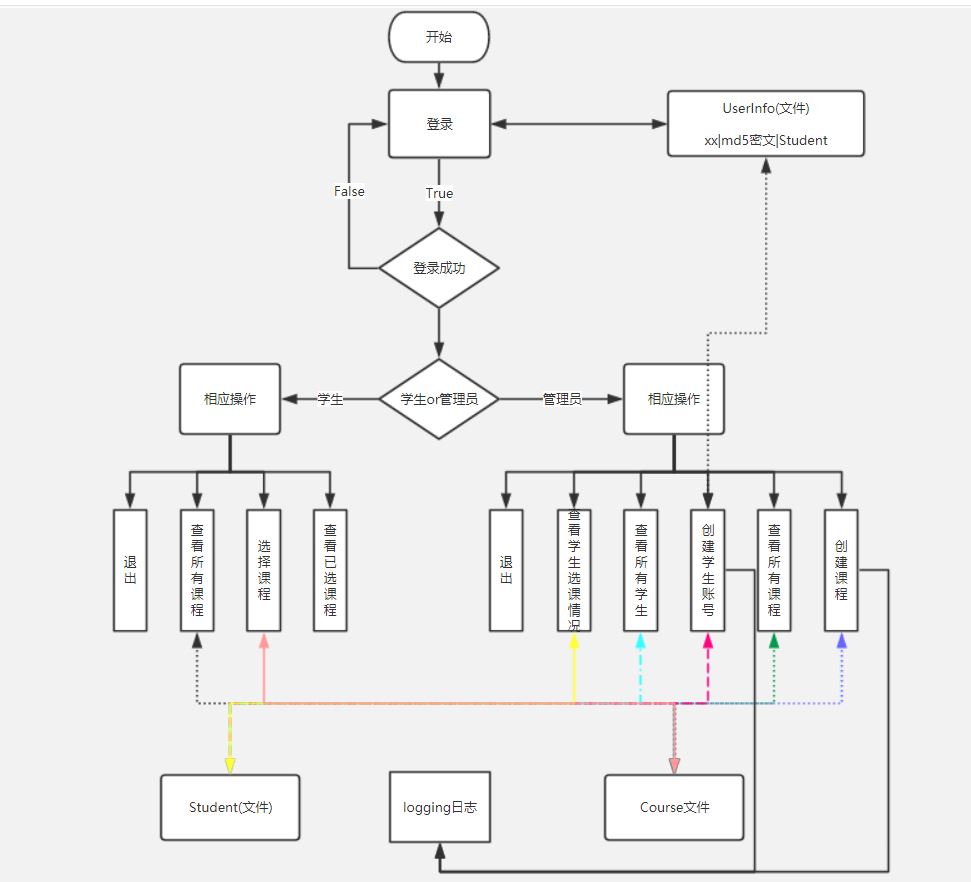 开始
登录
UserInfo(文件)
xx|md5密文|Student
False
True
登录成功
相应操作
学生
学生or管理员
管理员
相应操作
退出
查看所有课程
选择课程
查看已选课程
退出
查看学生选课情况
查看所有学生
创建学生账号
查看所有课程
创建课程
Student(文件)
logging日志
Course文件